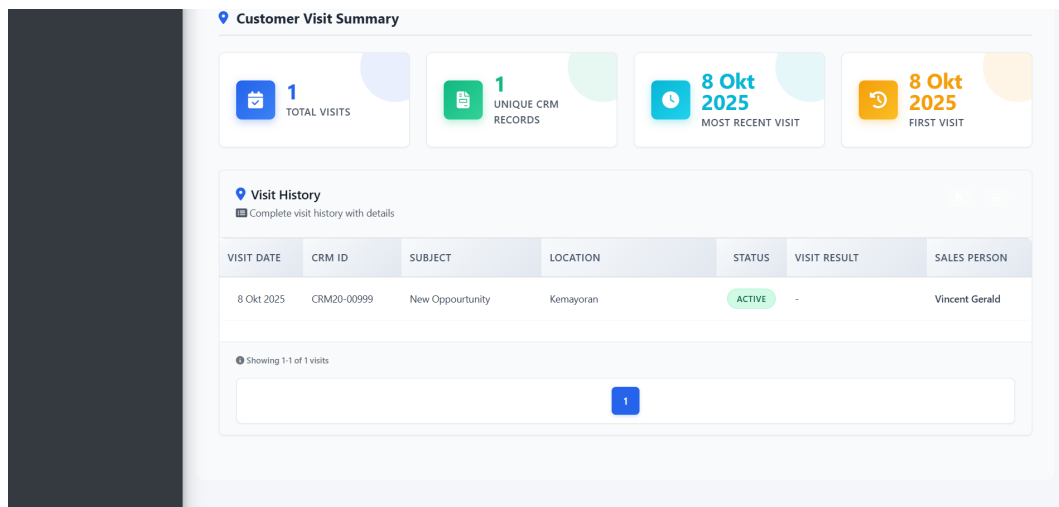 Customer Visit Summary
1
TOTAL VISITS
1
UNIQUE CRM
RECORDS
8 Okt
2025
MOST RECENT VISIT
8 Okt
2025
FIRST VISIT
Visit History
Complete visit history with details
VISIT DATE CRM ID SUBJECT LOCATION STATUS VISIT RESULT SALES PERSON
8 Okt 2025 CRM20-00999 New Oppourtunity Kemayoran ACTIVE - Vincent Gerald
Showing 1-1 of 1 visits
1